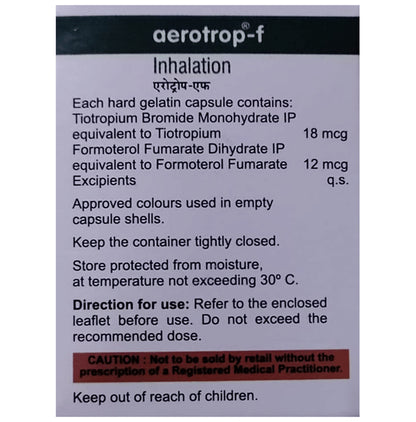 aerotrop®-f
Inhalation
एरोट्रोप-एफ
Each hard gelatin capsule contains:
Tiotropium Bromide Monohydrate IP
equivalent to Tiotropium 18 mcg
Formoterol Fumarate Dihydrate IP
equivalent to Formoterol Fumarate 12 mcg
Excipients q.s.
Approved colours used in empty
capsule shells.
Keep the container tightly closed.
Store protected from moisture,
at temperature not exceeding 30º C.
Direction for use: Refer to the enclosed
leaflet before use. Do not exceed the
recommended dose.
CAUTION : Not to be sold by retail without the
prescription of a Registered Medical Practitioner.
Keep out of reach of children.